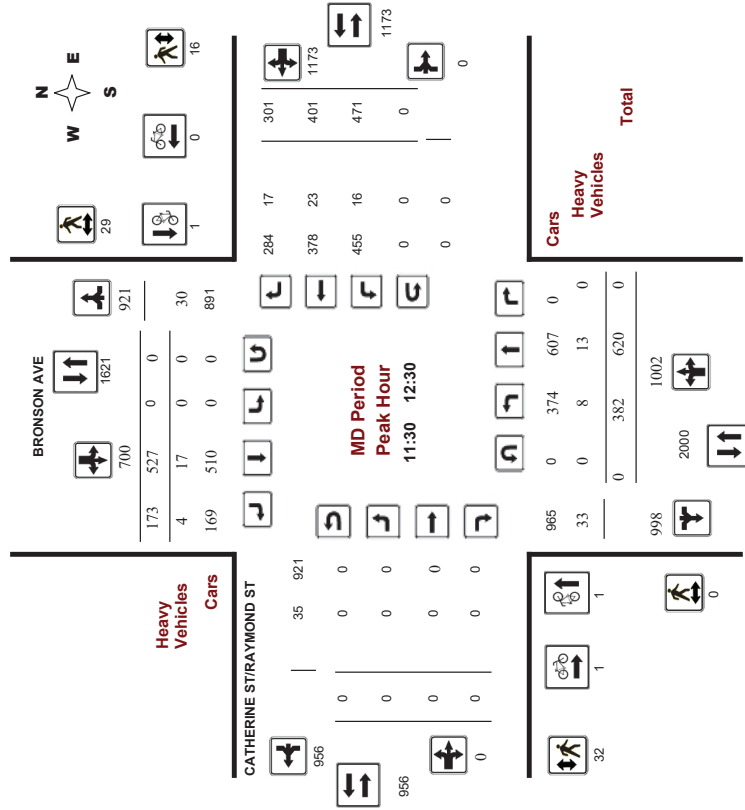 N
W E
S
16
0
29
1
BRONSON AVE
1621
700
921
173 527 0 0
4 17 0 0 30
169 510 0 0 891
Heavy
Vehicles
Cars
CATHERINE ST/RAYMOND ST
1173
1173
0
284 17 301
378 23 401
455 16 471
0 0 0
0
MD Period
Peak Hour
11:30 12:30
956
35 921
956
0 0 0
0 0 0
0 0 0
0 0 0
0
Cars
Heavy
Vehicles
Total
965 0 374 607 0
33 0 8 13 0
0 382 620 0
998
1002
2000
1
1
32
0